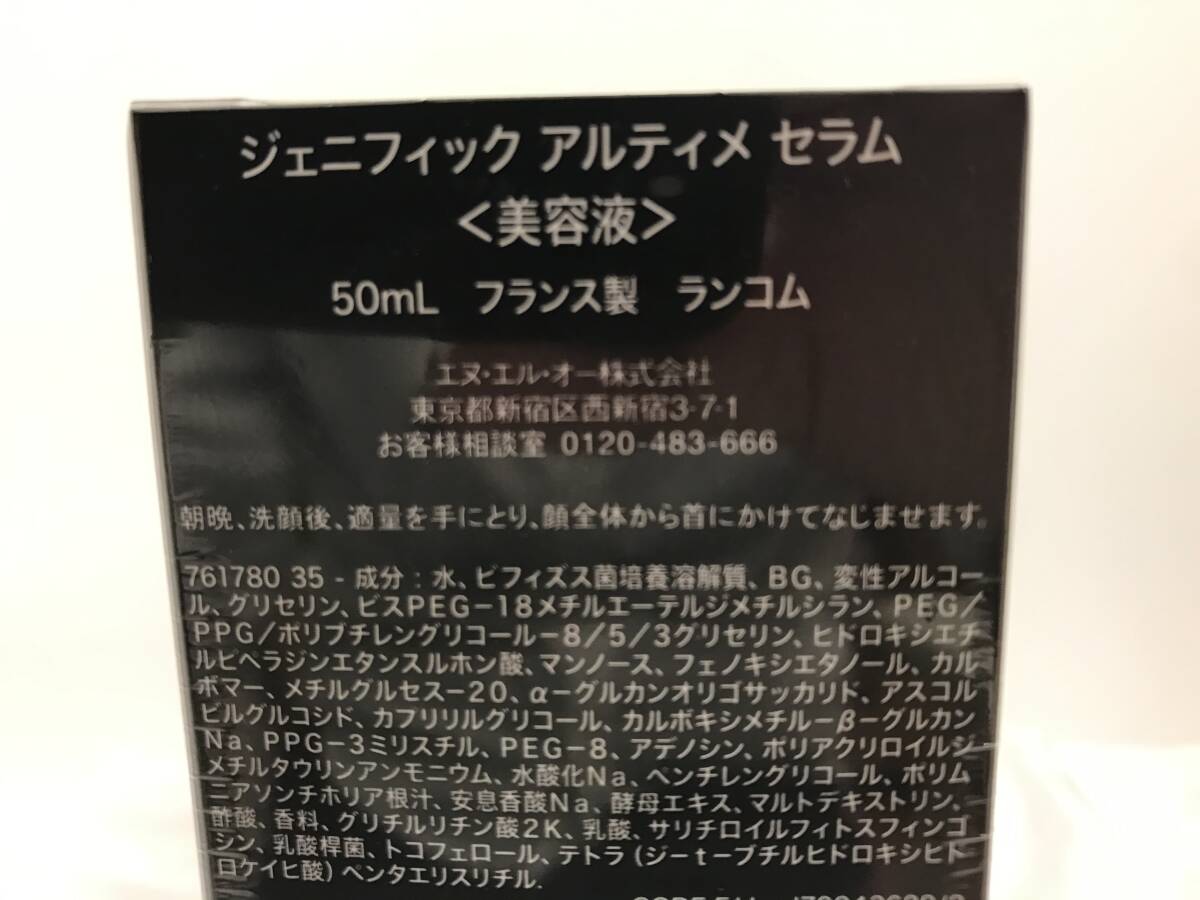 ジェニフィック アルティメ セラム
＜美容液＞
50mL　フランス製　ランコム
エヌ・エル・オー株式会社
東京都新宿区西新宿3-7-1
お客様相談室 0120-483-666
朝晩、洗顔後、適量を手にとり、顔全体から首にかけてなじませます。
761780 35 - 成分 : 水、ビフィズス菌培養溶解質、BG、変性アルコー
ル、グリセリン、ビスPEG-18メチルエーテルジメチルシラン、PEG/
PPG/ポリブチレングリコール-8/5/3グリセリン、ヒドロキシエチ
ルピペラジンエタンスルホン酸、マンノース、フェノキシエタノール、カル
ボマー、メチルグルセス-20、α-グルカンオリゴサッカリド、アスコル
ビルグルコシド、カプリリルグリコール、カルボキシメチル-β-グルカン
Na、PPG-3ミリスチル、PEG-8、アデノシン、ポリアクリロイルジ
メチルタウリンアンモニウム、水酸化Na、ペンチレングリコール、ポリム
ニアソンチホリア根汁、安息香酸Na、酵母エキス、マルトデキストリン、
酢酸、香料、グリチルリチン酸2K、乳酸、サリチロイルフィトスフィンゴ
シン、乳酸桿菌、トコフェロール、テトラ (ジ-t-ブチルヒドロキシヒド
ロケイヒ酸) ペンタエリスリチル.